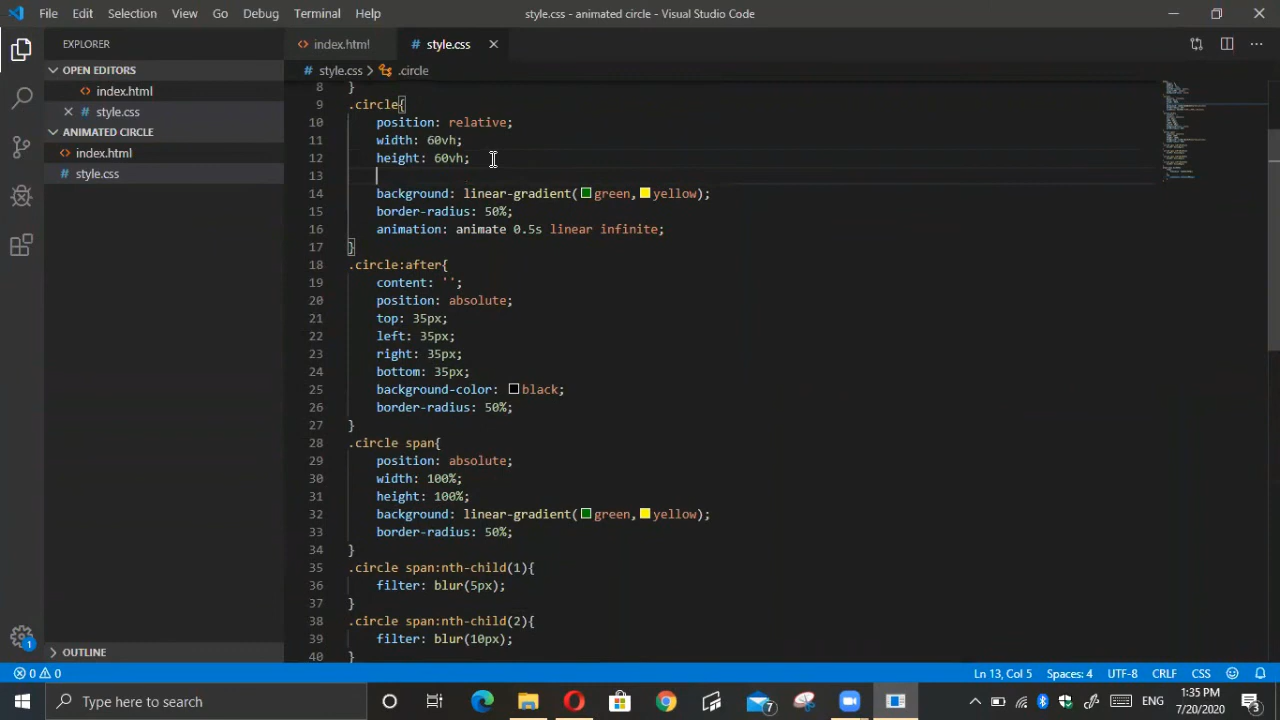 File Edit Selection View Go Debug Terminal Help
style.css - animated circle - Visual Studio Code
EXPLORER
index.html
style.css
OPEN EDITORS
style.css > .circle
index.html
style.css
ANIMATED CIRCLE
index.html
style.css
8 }
9 .circle{
10 position: relative;
11 width: 60vh;
12 height: 60vh;
13
14 background: linear-gradient(green,yellow);
15 border-radius: 50%;
16 animation: animate 0.5s linear infinite;
17 }
18 .circle:after{
19 content: '';
20 position: absolute;
21 top: 35px;
22 left: 35px;
23 right: 35px;
24 bottom: 35px;
25 background-color: black;
26 border-radius: 50%;
27 }
28 .circle span{
29 position: absolute;
30 width: 100%;
31 height: 100%;
32 background: linear-gradient(green,yellow);
33 border-radius: 50%;
34 }
35 .circle span:nth-child(1){
36 filter: blur(5px);
37 }
38 .circle span:nth-child(2){
39 filter: blur(10px);
40 }
OUTLINE
1
0 0
Ln 13, Col 5 Spaces: 4 UTF-8 CRLF CSS
Type here to search
7
ENG
1:35 PM
7/20/2020
3